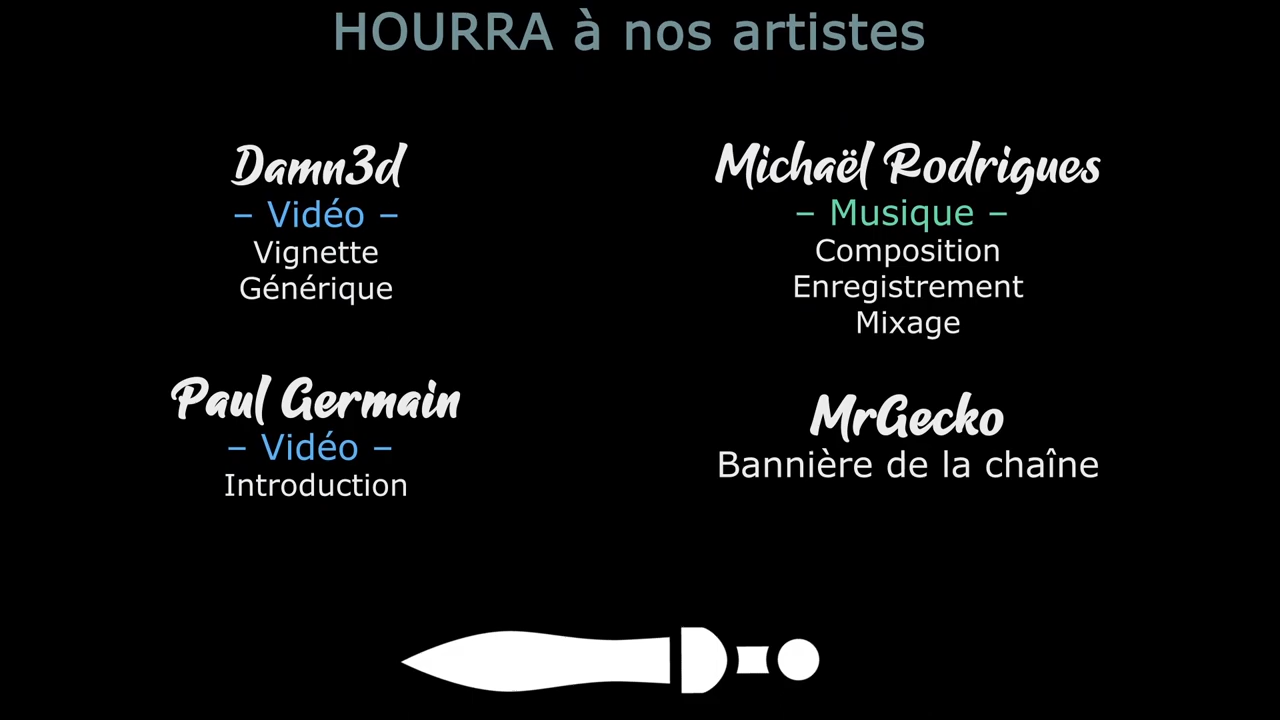 HOURRA à nos artistes
Damn3d
– Vidéo –
Vignette
Générique
Michaël Rodrigues
– Musique –
Composition
Enregistrement
Mixage
Paul Germain
– Vidéo –
Introduction
MrGecko
Bannière de la chaîne